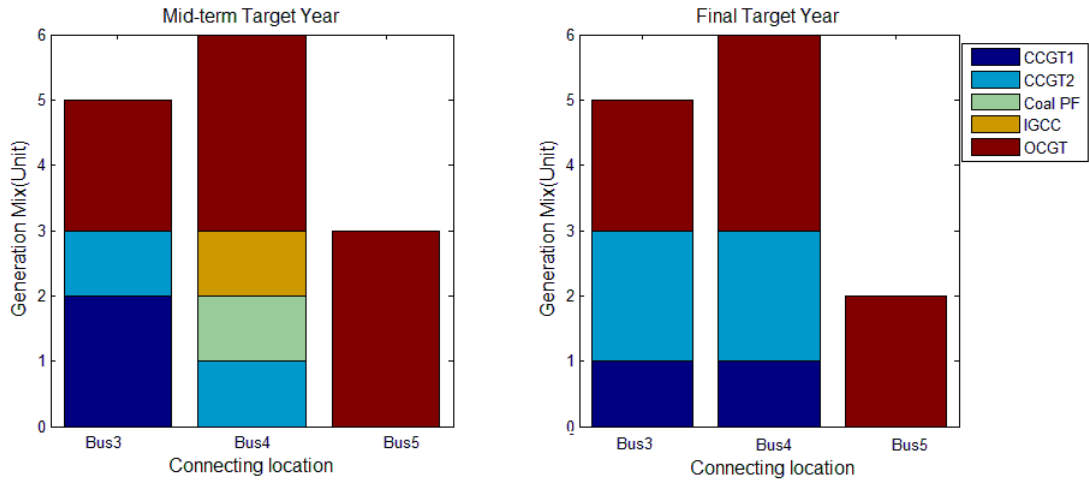 Mid-term Target Year
Generation Mix(Unit)
6
5
4
3
2
1
0
Bus3
Bus4
Bus5
Connecting location
Final Target Year
Generation Mix(Unit)
6
5
4
3
2
1
0
Bus3
Bus4
Bus5
Connecting location
CCGT1
CCGT2
Coal PF
IGCC
OCGT